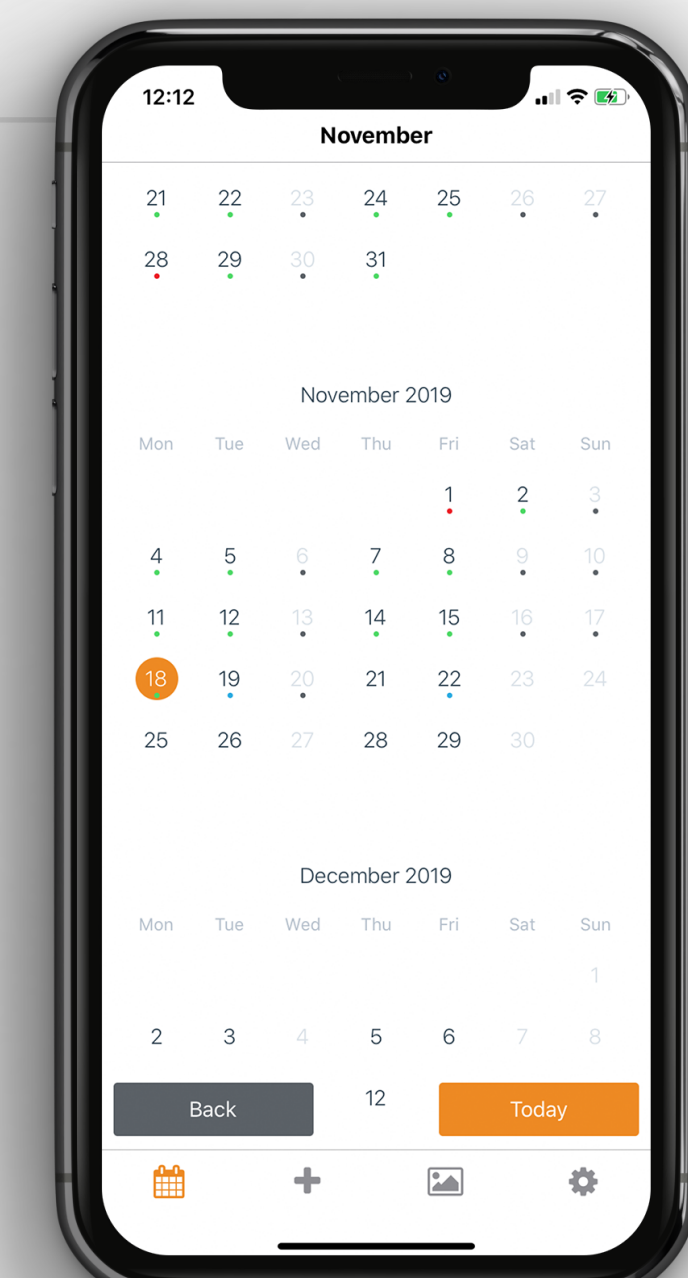 12:12
November
21 22 23 24 25 26 27
28 29 30 31
November 2019
Mon Tue Wed Thu Fri Sat Sun
1 2 3
4 5 6 7 8 9 10
11 12 13 14 15 16 17
18 19 20 21 22 23 24
25 26 27 28 29 30
December 2019
Mon Tue Wed Thu Fri Sat Sun
1
2 3 4 5 6 7 8
Back 12 Today